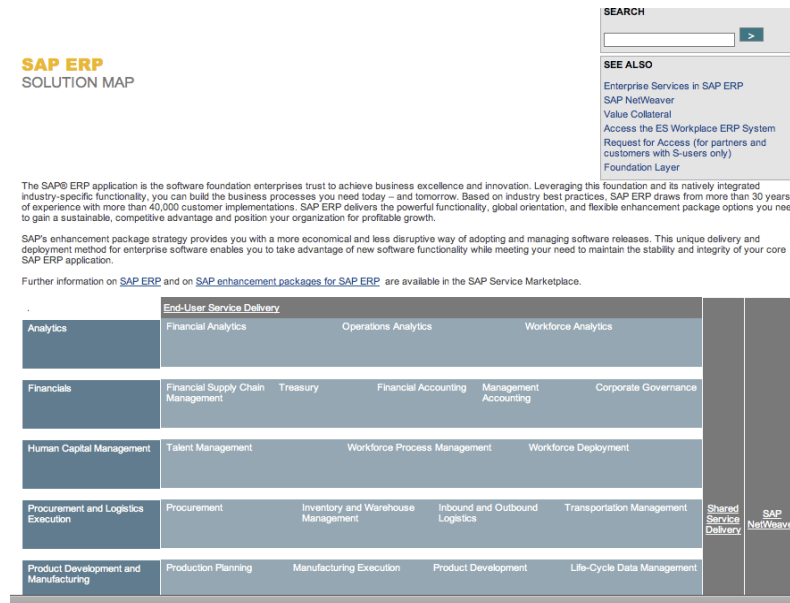 SEARCH
>
SAP ERP
SOLUTION MAP
SEE ALSO
Enterprise Services in SAP ERP
SAP NetWeaver
Value Collateral
Access the ES Workplace ERP System
Request for Access (for partners and
customers with S-users only)
Foundation Layer
The SAP® ERP application is the software foundation enterprises trust to achieve business excellence and innovation. Leveraging this foundation and its natively integrated
industry-specific functionality, you can build the business processes you need today – and tomorrow. Based on industry best practices, SAP ERP draws from more than 30 years
of experience with more than 40,000 customer implementations. SAP ERP delivers the powerful functionality, global orientation, and flexible enhancement package options you nee
to gain a sustainable, competitive advantage and position your organization for profitable growth.
SAP's enhancement package strategy provides you with a more economical and less disruptive way of adopting and managing software releases. This unique delivery and
deployment method for enterprise software enables you to take advantage of new software functionality while meeting your need to maintain the stability and integrity of your core
SAP ERP application.
Further information on SAP ERP and on SAP enhancement packages for SAP ERP are available in the SAP Service Marketplace.
.
End-User Service Delivery
Analytics
Financial Analytics
Operations Analytics
Workforce Analytics
Financials
Financial Supply Chain
Management
Treasury
Financial Accounting
Management
Accounting
Corporate Governance
Human Capital Management
Talent Management
Workforce Process Management
Workforce Deployment
Procurement and Logistics
Execution
Procurement
Inventory and Warehouse
Management
Inbound and Outbound
Logistics
Transportation Management
Product Development and
Manufacturing
Production Planning
Manufacturing Execution
Product Development
Life-Cycle Data Management
Shared
Service
Delivery
SAP
NetWeave